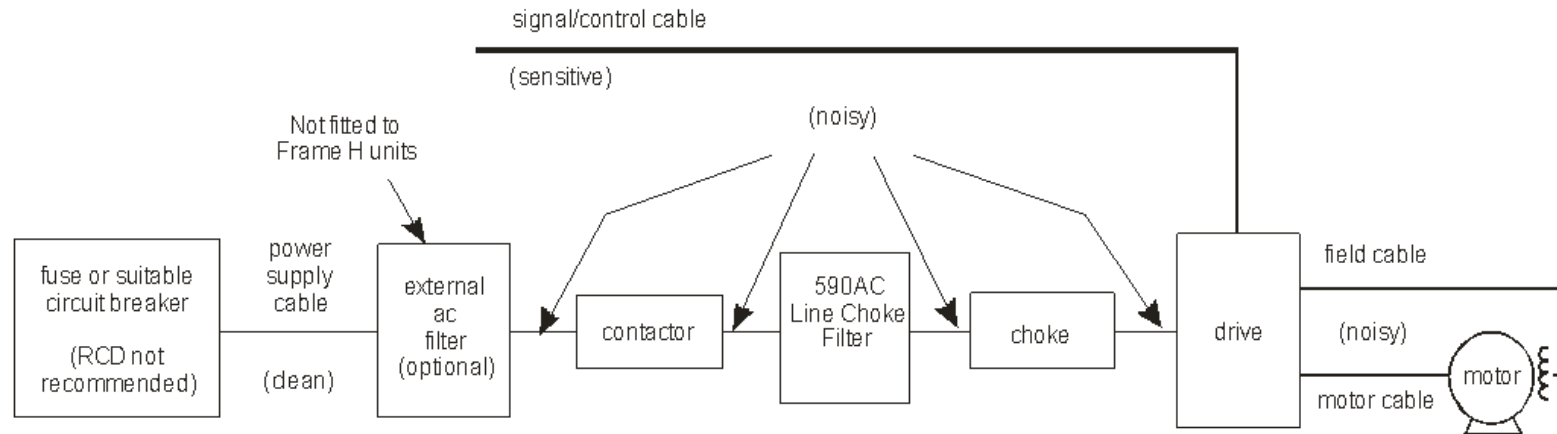 signal/control cable
(sensitive)
(noisy)
Not fitted to
Frame H units
fuse or suitable
circuit breaker
(RCD not
recommended)
power
supply
cable
(clean)
external
ac
filter
(optional)
contactor
590AC
Line Choke
Filter
choke
drive
field cable
(noisy)
motor
motor cable